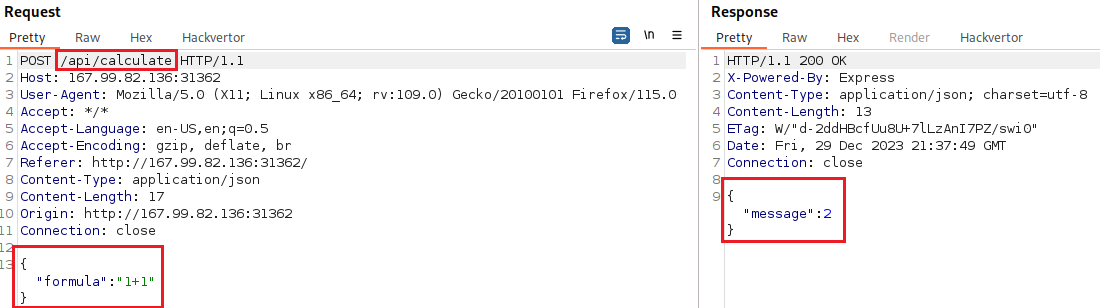 Request
Pretty Raw Hex Hackvertor
\n
1 POST /api/calculate HTTP/1.1
2 Host: 167.99.82.136:31362
3 User-Agent: Mozilla/5.0 (X11; Linux x86_64; rv:109.0) Gecko/20100101 Firefox/115.0
4 Accept: */*
5 Accept-Language: en-US,en;q=0.5
6 Accept-Encoding: gzip, deflate, br
7 Referer: http://167.99.82.136:31362/
8 Content-Type: application/json
9 Content-Length: 17
10 Origin: http://167.99.82.136:31362
11 Connection: close
12
13 {
"formula":"1+1"
}
Response
Pretty Raw Hex Render Hackvertor
1 HTTP/1.1 200 OK
2 X-Powered-By: Express
3 Content-Type: application/json; charset=utf-8
4 Content-Length: 13
5 ETag: W/"d-2ddHBcfUu8U+7lLzAnI7PZ/swi0"
6 Date: Fri, 29 Dec 2023 21:37:49 GMT
7 Connection: close
8
9 {
"message":2
}